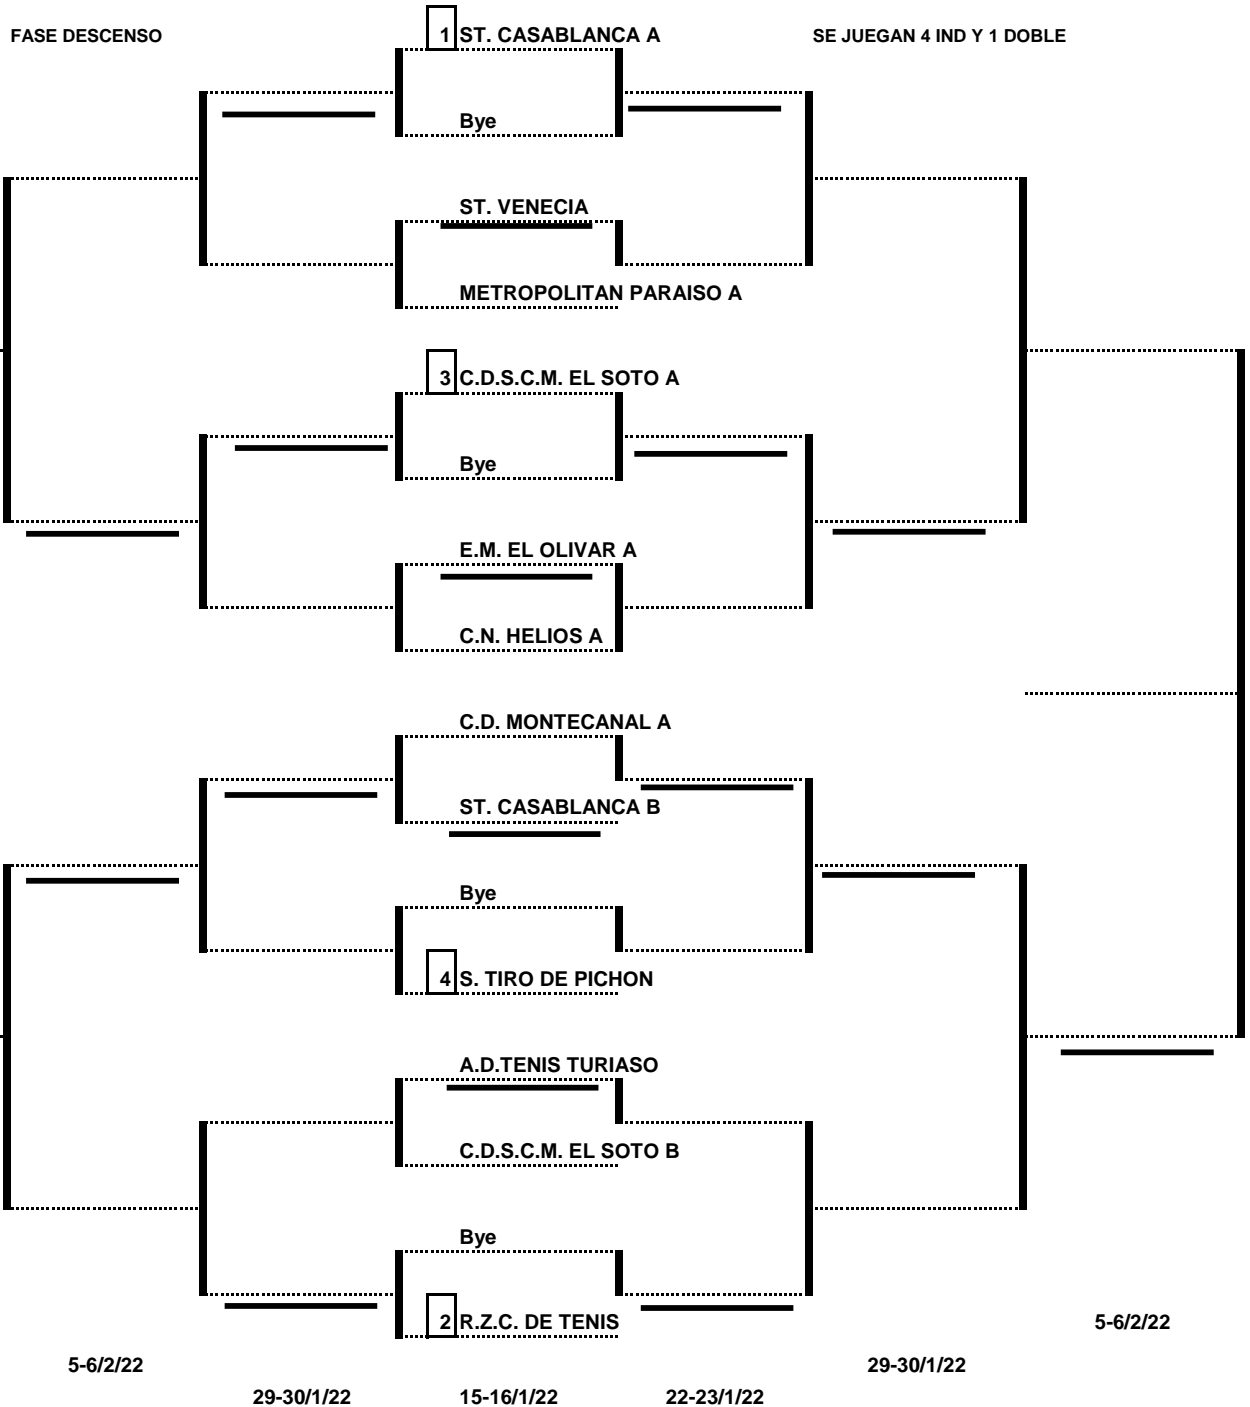 FASE DESCENSO
1 ST. CASABLANCA A
SE JUEGAN 4 IND Y 1 DOBLE
Bye
ST. VENECIA
METROPOLITAN PARAISO A
3 C.D.S.C.M. EL SOTO A
Bye
E.M. EL OLIVAR A
C.N. HELIOS A
C.D. MONTECANAL A
ST. CASABLANCA B
Bye
4 S. TIRO DE PICHON
A.D.TENIS TURIASO
C.D.S.C.M. EL SOTO B
Bye
2 R.Z.C. DE TENIS
5-6/2/22
5-6/2/22
29-30/1/22
29-30/1/22
15-16/1/22
22-23/1/22